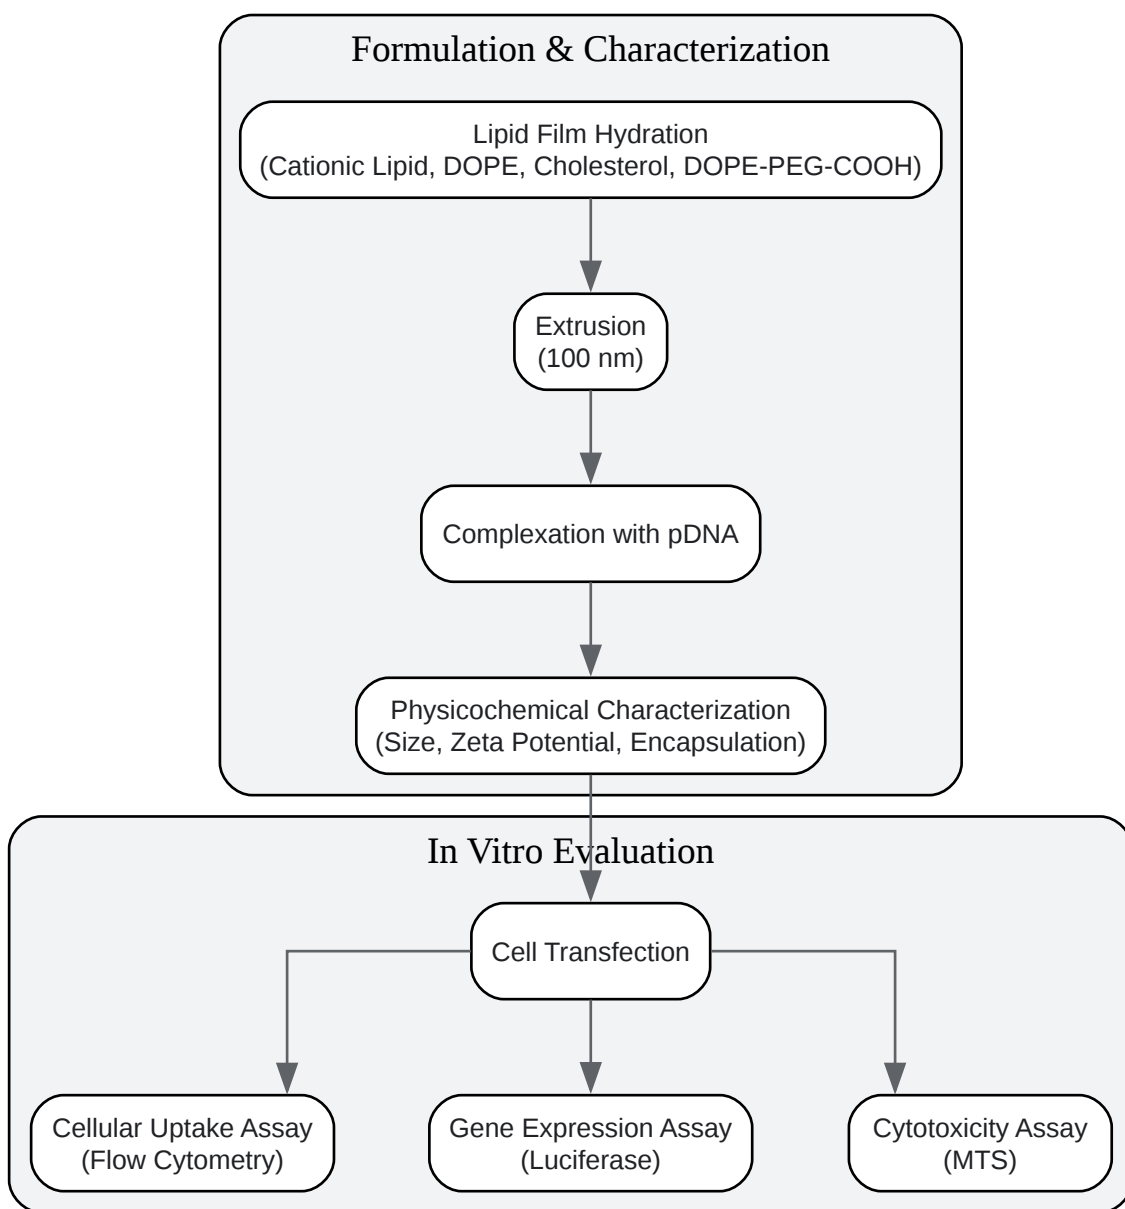 Formulation & Characterization
Lipid Film Hydration
(Cationic Lipid, DOPE, Cholesterol, DOPE-PEG-COOH)
Extrusion
(100 nm)
Complexation with pDNA
Physicochemical Characterization
(Size, Zeta Potential, Encapsulation)
In Vitro Evaluation
Cell Transfection
Cellular Uptake Assay
(Flow Cytometry)
Gene Expression Assay
(Luciferase)
Cytotoxicity Assay
(MTS)